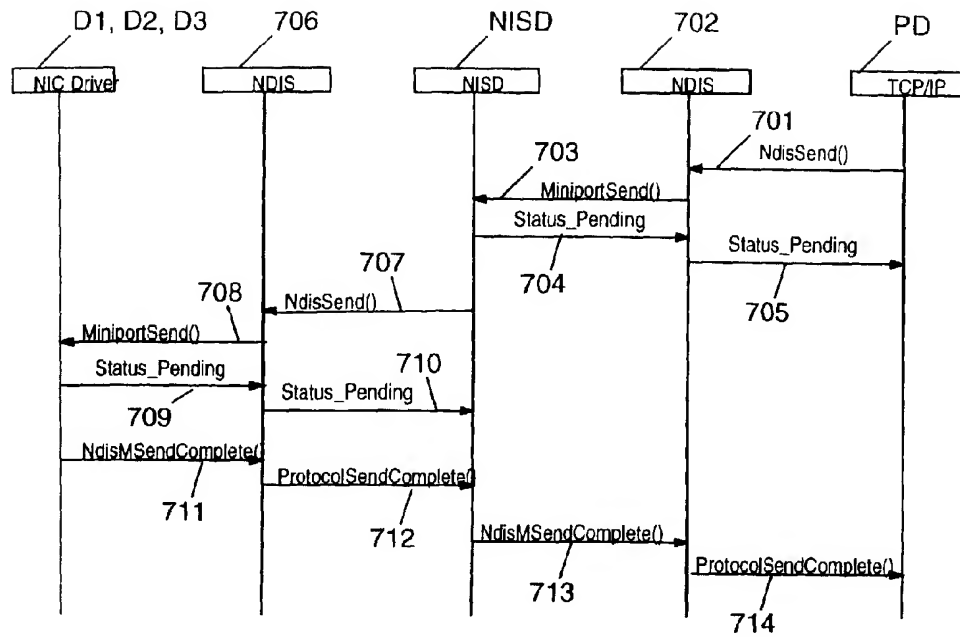 D1, D2, D3 706 NISD 702 PD
NIC Driver NDIS NISD NDIS TCP/IP
701
NdisSend()
703
MiniportSend()
Status_Pending
704
Status_Pending
705
707
NdisSend()
708
MiniportSend()
Status_Pending
709
710
Status_Pending
NdisMSendComplete()
711
ProtocolSendComplete()
712
NdisMSendComplete()
713
ProtocolSendComplete()
714